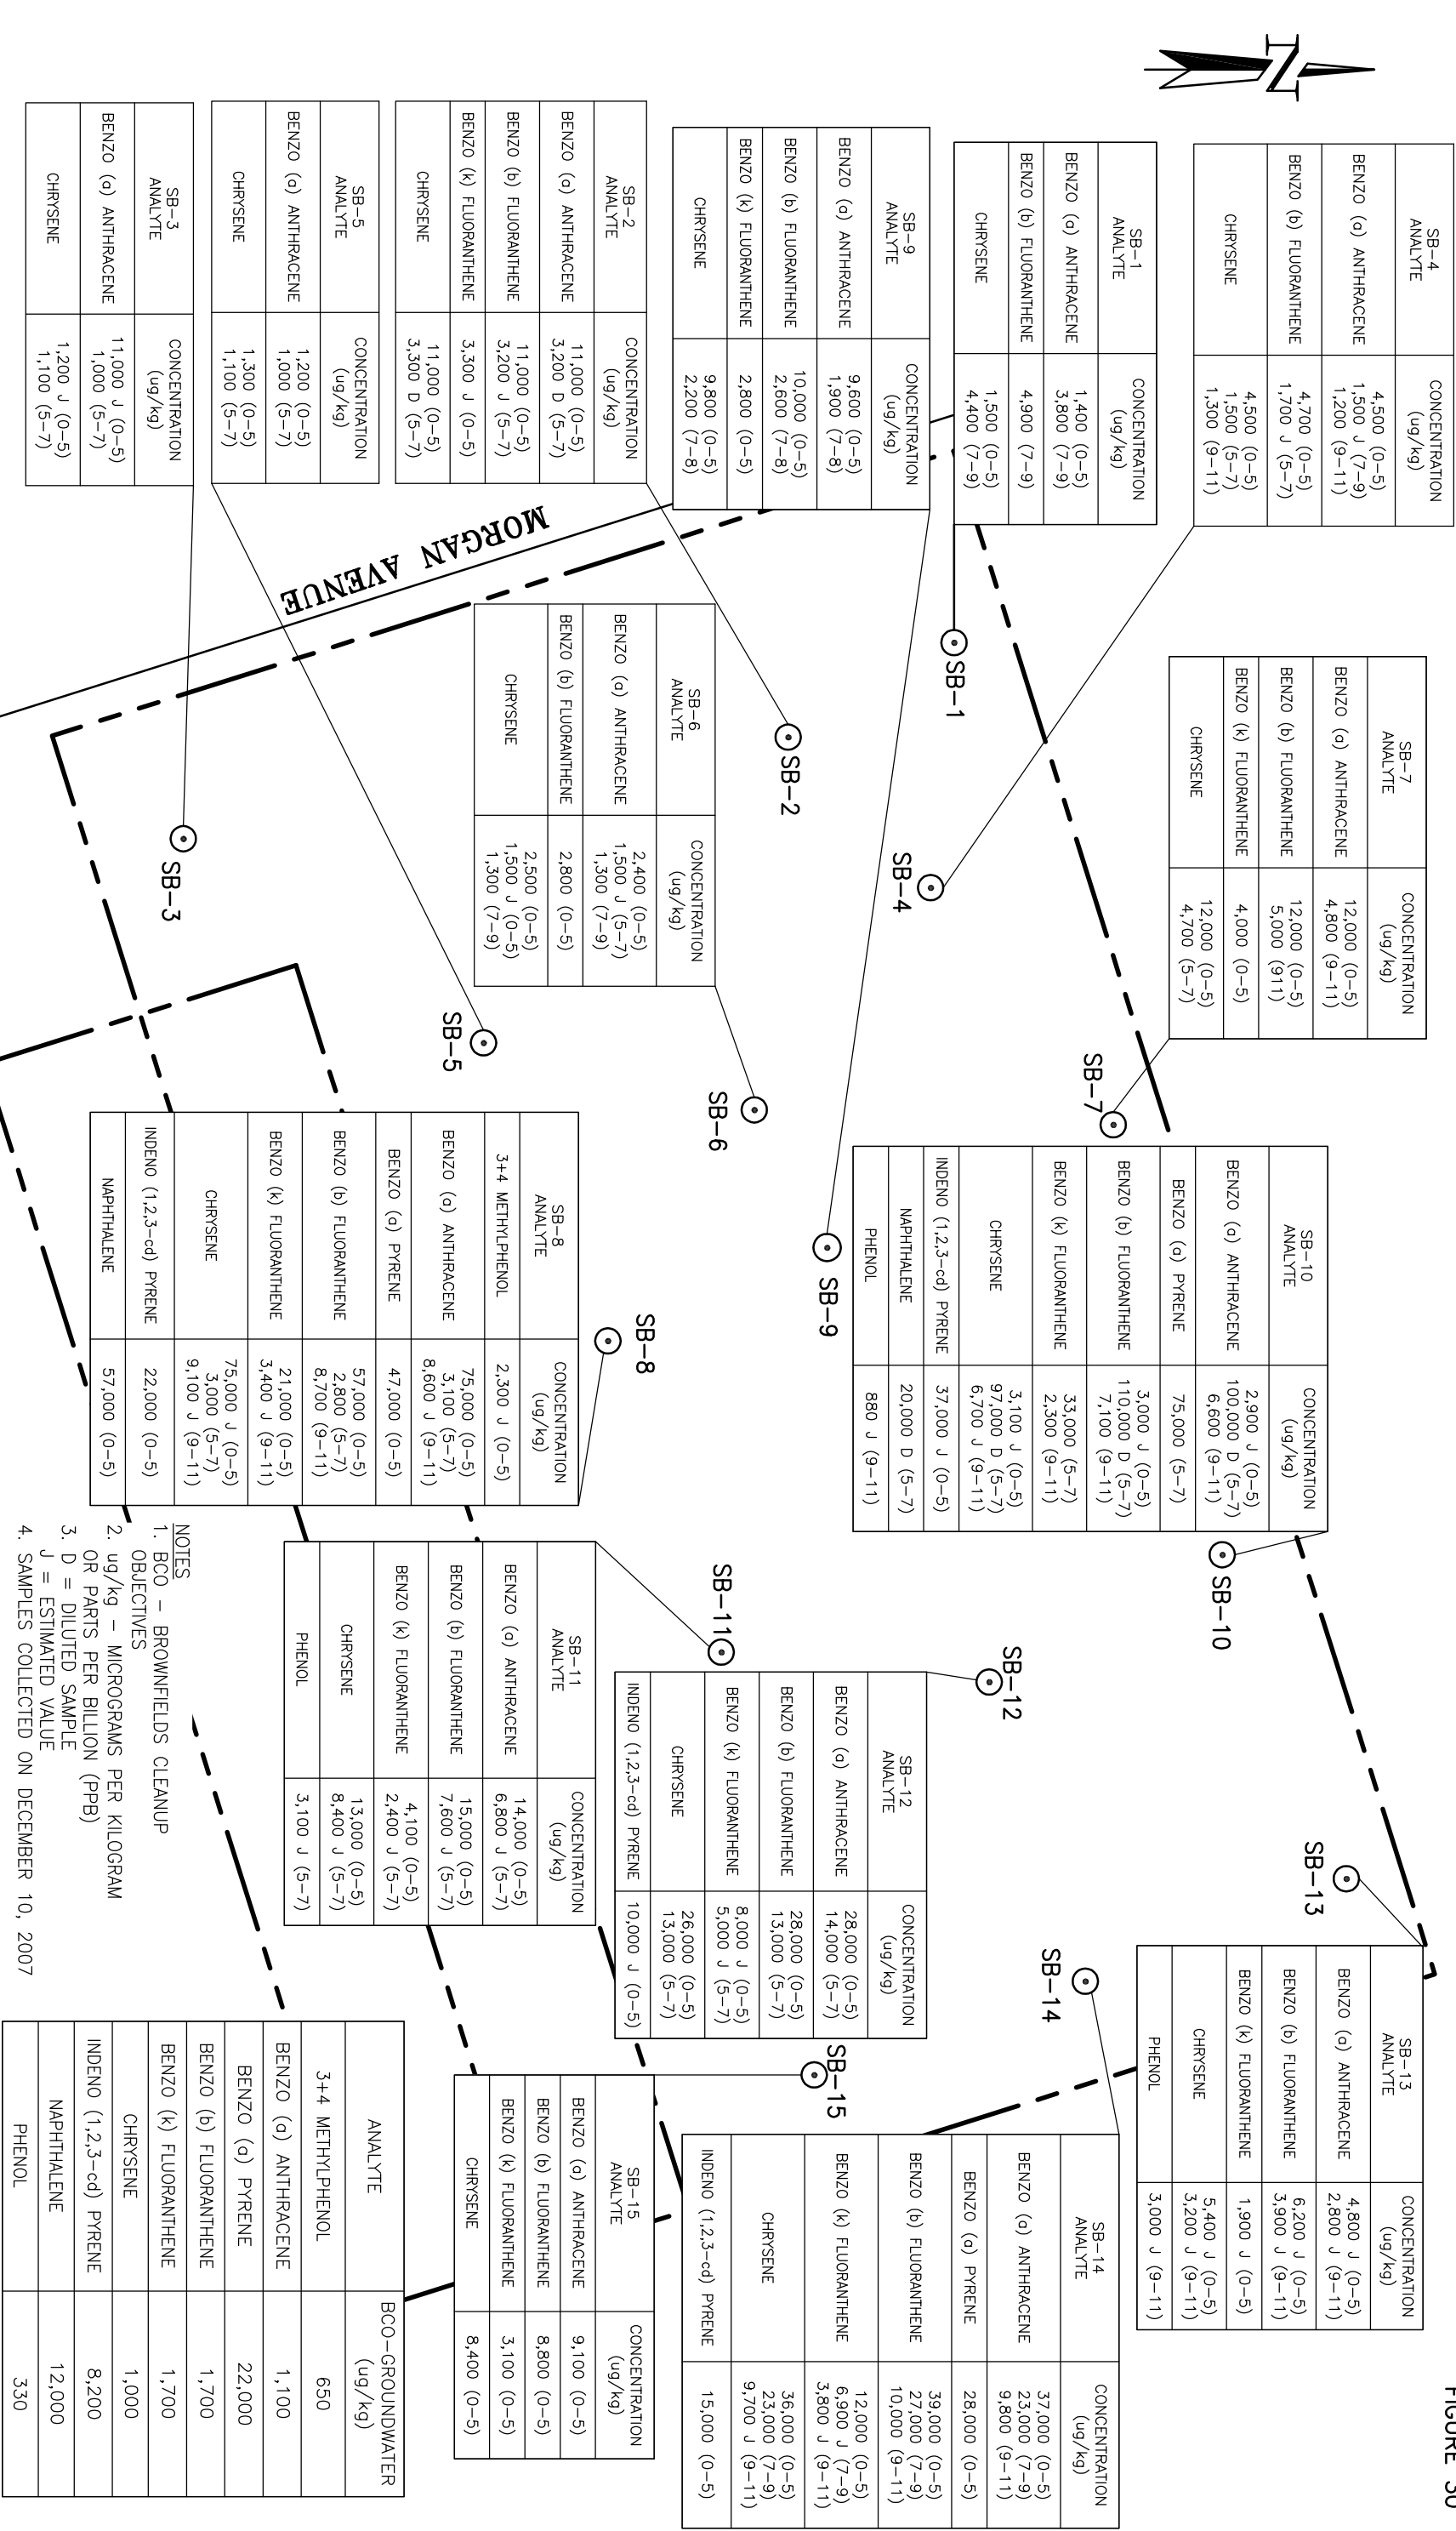 FIGURE 30
N
SB-4
ANALYTE
CONCENTRATION
(ug/kg)
BENZO (a) ANTHRACENE
4,500 (0-5)
1,500 J (7-9)
1,200 (9-11)
BENZO (b) FLUORANTHENE
4,700 (0-5)
1,700 J (5-7)
CHRYSENE
4,500 (0-5)
1,500 (5-7)
1,300 (9-11)
SB-7
ANALYTE
CONCENTRATION
(ug/kg)
BENZO (a) ANTHRACENE
12,000 (0-5)
4,800 (9-11)
BENZO (b) FLUORANTHENE
12,000 (0-5)
5,000 (911)
BENZO (k) FLUORANTHENE
4,000 (0-5)
CHRYSENE
12,000 (0-5)
4,700 (5-7)
SB-13
ANALYTE
CONCENTRATION
(ug/kg)
BENZO (a) ANTHRACENE
4,800 J (0-5)
2,800 J (9-11)
BENZO (b) FLUORANTHENE
6,200 J (0-5)
3,900 J (9-11)
BENZO (k) FLUORANTHENE
1,900 J (0-5)
CHRYSENE
5,400 J (0-5)
3,200 J (9-11)
PHENOL
3,000 J (9-11)
SB-10
ANALYTE
CONCENTRATION
(ug/kg)
BENZO (a) ANTHRACENE
2,900 J (0-5)
100,000 D (5-7)
6,600 (9-11)
BENZO (a) PYRENE
75,000 (5-7)
BENZO (b) FLUORANTHENE
3,000 J (0-5)
110,000 D (5-7)
7,100 (9-11)
BENZO (k) FLUORANTHENE
33,000 (5-7)
2,300 (9-11)
CHRYSENE
3,100 J (0-5)
97,000 D (5-7)
6,700 J (9-11)
INDENO (1,2,3-cd) PYRENE
37,000 J (0-5)
NAPHTHALENE
20,000 D (5-7)
PHENOL
880 J (9-11)
SB-1
ANALYTE
CONCENTRATION
(ug/kg)
BENZO (a) ANTHRACENE
1,400 (0-5)
3,800 (7-9)
BENZO (b) FLUORANTHENE
4,900 (7-9)
CHRYSENE
1,500 (0-5)
4,400 (7-9)
SB-9
ANALYTE
CONCENTRATION
(ug/kg)
BENZO (a) ANTHRACENE
9,600 (0-5)
1,900 (7-8)
BENZO (b) FLUORANTHENE
10,000 (0-5)
2,600 (7-8)
BENZO (k) FLUORANTHENE
2,800 (0-5)
CHRYSENE
9,800 (0-5)
2,200 (7-8)
SB-13
SB-10
SB-7
SB-14
SB-12
SB-1
SB-4
SB-9
SB-15
SB-2
SB-6
SB-11
SB-8
SB-5
SB-3
MORGAN AVENUE
SB-14
ANALYTE
CONCENTRATION
(ug/kg)
BENZO (a) ANTHRACENE
37,000 (0-5)
23,000 (7-9)
9,800 (9-11)
BENZO (a) PYRENE
28,000 (0-5)
BENZO (b) FLUORANTHENE
39,000 (0-5)
27,000 (7-9)
10,000 (9-11)
BENZO (k) FLUORANTHENE
12,000 (0-5)
6,900 J (7-9)
3,800 J (9-11)
CHRYSENE
36,000 (0-5)
23,000 (7-9)
9,700 J (9-11)
INDENO (1,2,3-cd) PYRENE
15,000 (0-5)
SB-12
ANALYTE
CONCENTRATION
(ug/kg)
BENZO (a) ANTHRACENE
28,000 (0-5)
14,000 (5-7)
BENZO (b) FLUORANTHENE
28,000 (0-5)
13,000 (5-7)
BENZO (k) FLUORANTHENE
8,000 J (0-5)
5,000 J (5-7)
CHRYSENE
26,000 (0-5)
13,000 (5-7)
INDENO (1,2,3-cd) PYRENE
10,000 J (0-5)
SB-6
ANALYTE
CONCENTRATION
(ug/kg)
BENZO (a) ANTHRACENE
2,400 (0-5)
1,500 J (5-7)
1,300 (7-9)
BENZO (b) FLUORANTHENE
2,800 (0-5)
CHRYSENE
2,500 (0-5)
1,500 J (0-5)
1,300 (7-9)
SB-2
ANALYTE
CONCENTRATION
(ug/kg)
BENZO (a) ANTHRACENE
11,000 (0-5)
3,200 D (5-7)
BENZO (b) FLUORANTHENE
11,000 (0-5)
3,200 J (5-7)
BENZO (k) FLUORANTHENE
3,300 J (0-5)
CHRYSENE
11,000 (0-5)
3,300 D (5-7)
SB-15
ANALYTE
CONCENTRATION
(ug/kg)
BENZO (a) ANTHRACENE
9,100 (0-5)
BENZO (b) FLUORANTHENE
8,800 (0-5)
BENZO (k) FLUORANTHENE
3,100 (0-5)
CHRYSENE
8,400 (0-5)
SB-11
ANALYTE
CONCENTRATION
(ug/kg)
BENZO (a) ANTHRACENE
14,000 (0-5)
6,800 J (5-7)
BENZO (b) FLUORANTHENE
15,000 (0-5)
7,600 J (5-7)
BENZO (k) FLUORANTHENE
4,100 (0-5)
2,400 J (5-7)
CHRYSENE
13,000 (0-5)
8,400 J (5-7)
PHENOL
3,100 J (5-7)
SB-8
ANALYTE
CONCENTRATION
(ug/kg)
3+4 METHYLPHENOL
2,300 J (0-5)
BENZO (a) ANTHRACENE
75,000 (0-5)
3,100 (5-7)
8,600 J (9-11)
BENZO (a) PYRENE
47,000 (0-5)
BENZO (b) FLUORANTHENE
57,000 (0-5)
2,800 (5-7)
8,700 (9-11)
BENZO (k) FLUORANTHENE
21,000 (0-5)
3,400 J (9-11)
CHRYSENE
75,000 J (0-5)
3,000 (5-7)
9,100 J (9-11)
INDENO (1,2,3-cd) PYRENE
22,000 (0-5)
NAPHTHALENE
57,000 (0-5)
SB-5
ANALYTE
CONCENTRATION
(ug/kg)
BENZO (a) ANTHRACENE
1,200 (0-5)
1,000 (5-7)
CHRYSENE
1,300 (0-5)
1,100 (5-7)
SB-3
ANALYTE
CONCENTRATION
(ug/kg)
BENZO (a) ANTHRACENE
11,000 J (0-5)
1,000 (5-7)
CHRYSENE
1,200 J (0-5)
1,100 (5-7)
NOTES
1. BCO - BROWNFIELDS CLEANUP
OBJECTIVES
2. ug/kg - MICROGRAMS PER KILOGRAM
OR PARTS PER BILLION (PPB)
3. D = DILUTED SAMPLE
J = ESTIMATED VALUE
4. SAMPLES COLLECTED ON DECEMBER 10, 2007
ANALYTE
BCO-GROUNDWATER
(ug/kg)
3+4 METHYLPHENOL
650
BENZO (a) ANTHRACENE
1,100
BENZO (a) PYRENE
22,000
BENZO (b) FLUORANTHENE
1,700
BENZO (k) FLUORANTHENE
1,700
CHRYSENE
1,000
INDENO (1,2,3-cd) PYRENE
8,200
NAPHTHALENE
12,000
PHENOL
330